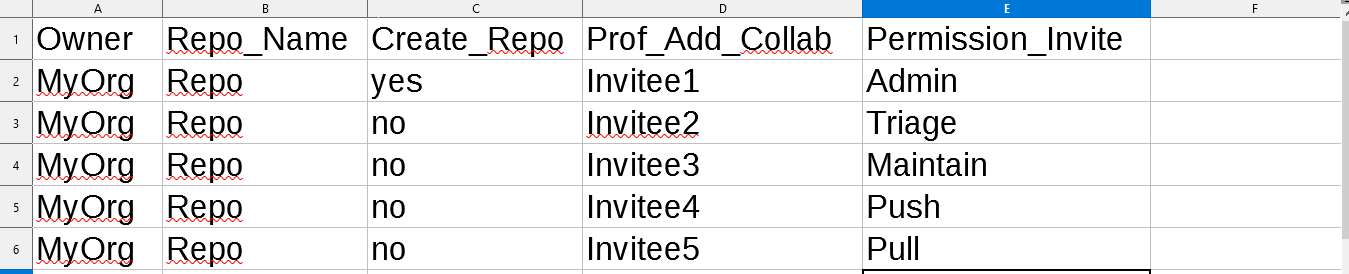 A B C D E F
1 Owner Repo_Name Create_Repo Prof_Add_Collab Permission_Invite
2 MyOrg Repo yes Invitee1 Admin
3 MyOrg Repo no Invitee2 Triage
4 MyOrg Repo no Invitee3 Maintain
5 MyOrg Repo no Invitee4 Push
6 MyOrg Repo no Invitee5 Pull